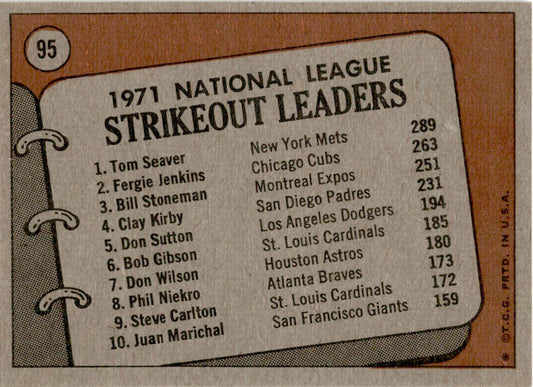 95
1971 NATIONAL LEAGUE
STRIKEOUT LEADERS
1. Tom Seaver New York Mets 289
2. Fergie Jenkins Chicago Cubs 263
3. Bill Stoneman Montreal Expos 251
4. Clay Kirby San Diego Padres 231
5. Don Sutton Los Angeles Dodgers 194
6. Bob Gibson St. Louis Cardinals 185
7. Don Wilson Houston Astros 180
8. Phil Niekro Atlanta Braves 173
9. Steve Carlton St. Louis Cardinals 172
10. Juan Marichal San Francisco Giants 159
* ©T.C.G. PRTD. IN U.S.A.